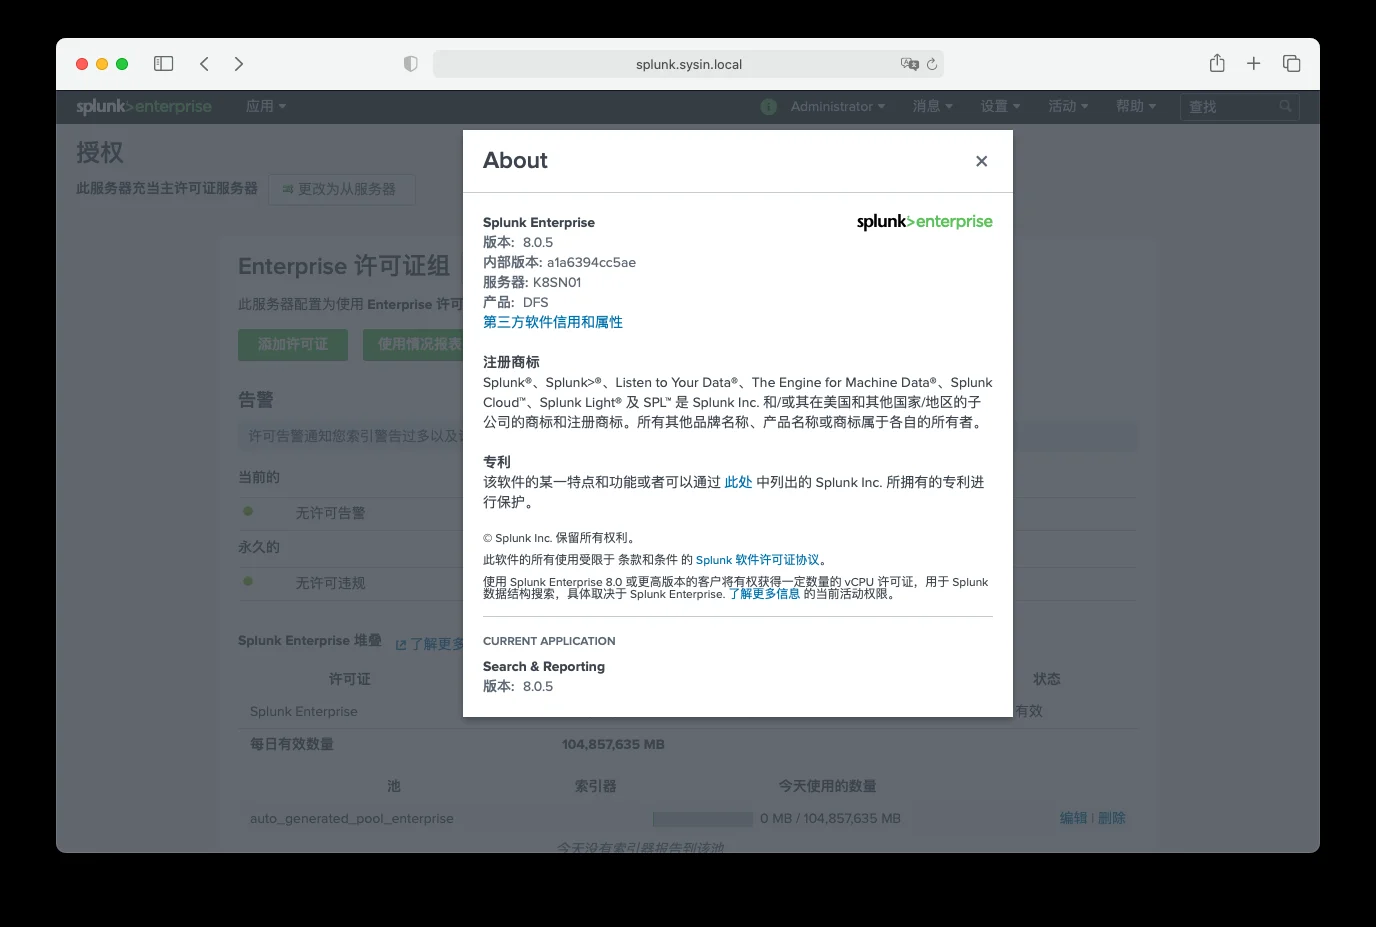 splunk.sysin.local
splunk>enterprise 应用 Administrator 消息 设置 活动 帮助 查找
授权
此服务器充当主许可证服务器 更改为从服务器
About
Splunk Enterprise splunk>enterprise
版本: 8.0.5
内部版本: a1a6394cc5ae
服务器: K8SN01
产品: DFS
第三方软件信用和属性
注册商标
Splunk®、Splunk>®、Listen to Your Data®、The Engine for Machine Data®、Splunk
Cloud™、Splunk Light® 及 SPL™ 是 Splunk Inc. 和/或其在美国和其他国家/地区的子
公司的商标和注册商标。所有其他品牌名称、产品名称或商标属于各自的所有者。
专利
该软件的某一特点和功能或者可以通过 此处 中列出的 Splunk Inc. 所拥有的专利进
行保护。
© Splunk Inc. 保留所有权利。
此软件的所有使用受限于 条款和条件 的 Splunk 软件许可证协议。
使用 Splunk Enterprise 8.0 或更高版本的客户将有权获得一定数量的 vCPU 许可证，用于 Splunk
数据结构搜索，具体取决于 Splunk Enterprise. 了解更多信息 的当前活动权限。
CURRENT APPLICATION
Search & Reporting
版本: 8.0.5
Enterprise 许可证组
此服务器配置为使用 Enterprise 许可
添加许可证 使用情况报表
告警
许可告警通知您索引警告过多以及
当前的
无许可告警
永久的
无许可违规
Splunk Enterprise 堆叠 了解更多
许可证 状态
Splunk Enterprise 有效
每日有效数量 104,857,635 MB
池 索引器 今天使用的数量
auto_generated_pool_enterprise 0 MB / 104,857,635 MB 编辑 | 删除
今天没有索引器报告到该池